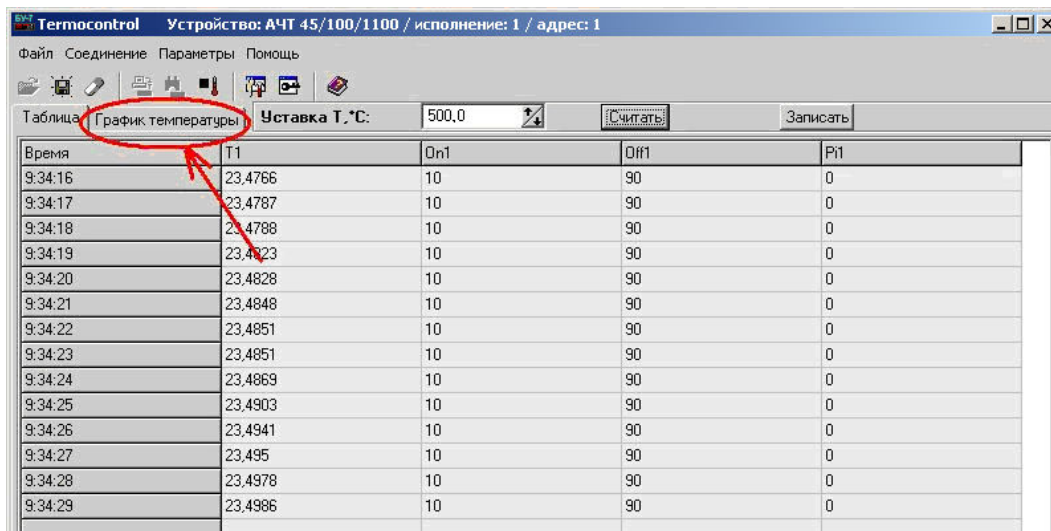 БУ-7 Termocontrol Устройство: АЧТ 45/100/1100 / исполнение: 1 / адрес: 1
Файл Соединение Параметры Помощь
Таблица График температуры Уставка T,°C: 500,0 Считать Записать
Время T1 On1 Off1 Pi1
9:34:16 23,4766 10 90 0
9:34:17 23,4787 10 90 0
9:34:18 23,4788 10 90 0
9:34:19 23,4823 10 90 0
9:34:20 23,4828 10 90 0
9:34:21 23,4848 10 90 0
9:34:22 23,4851 10 90 0
9:34:23 23,4851 10 90 0
9:34:24 23,4869 10 90 0
9:34:25 23,4903 10 90 0
9:34:26 23,4941 10 90 0
9:34:27 23,495 10 90 0
9:34:28 23,4978 10 90 0
9:34:29 23,4986 10 90 0